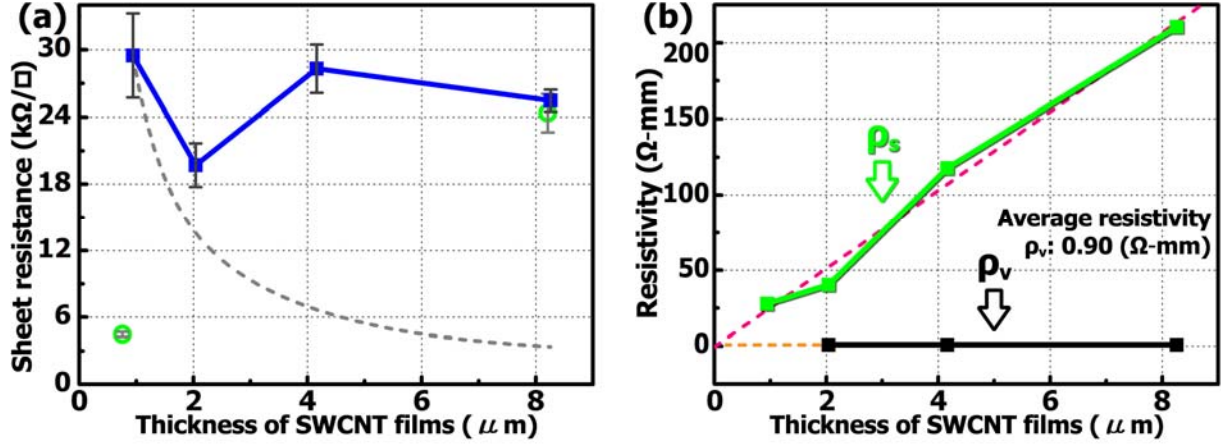 (a)
Sheet resistance (kΩ/□)
30
24
18
12
6
0
0 2 4 6 8
Thickness of SWCNT films ( μ m)
(b)
Resistivity (Ω-mm)
200
150
100
50
0
ρs
Average resistivity
ρv: 0.90 (Ω-mm)
ρv
0 2 4 6 8
Thickness of SWCNT films ( μ m)